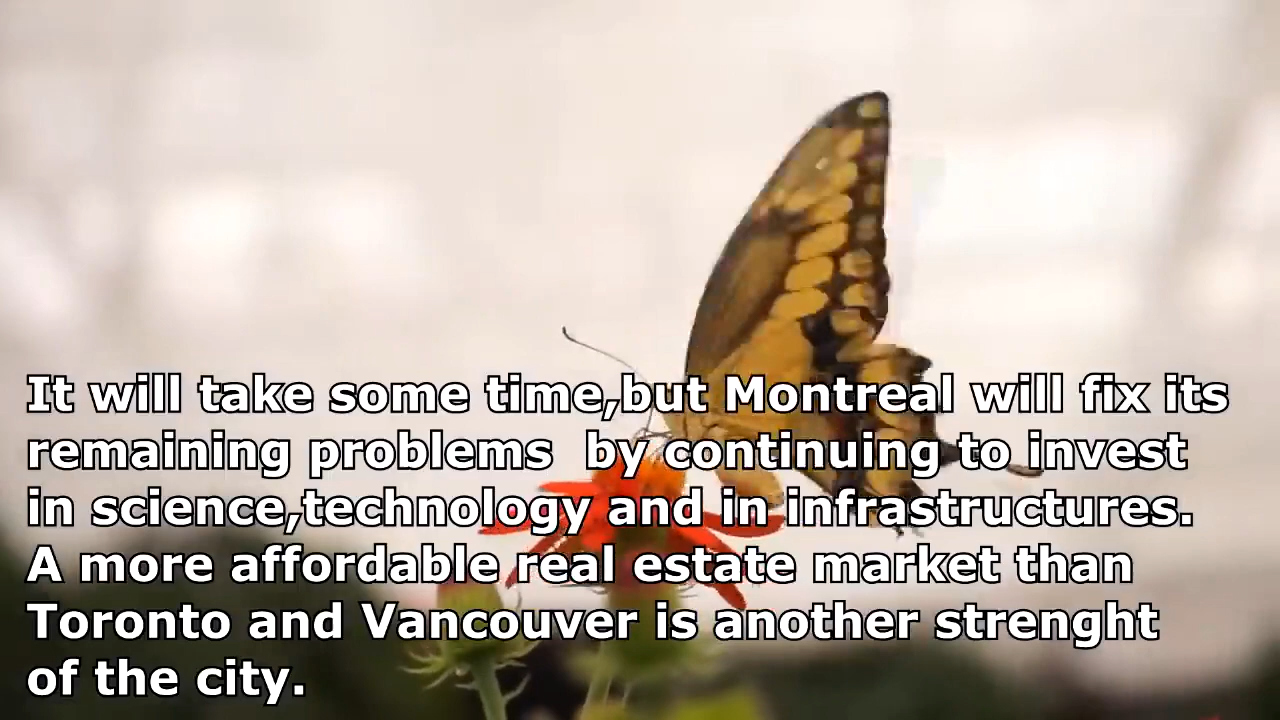 It will take some time,but Montreal will fix its
remaining problems  by continuing to invest
in science,technology and in infrastructures.
A more affordable real estate market than
Toronto and Vancouver is another strenght
of the city.